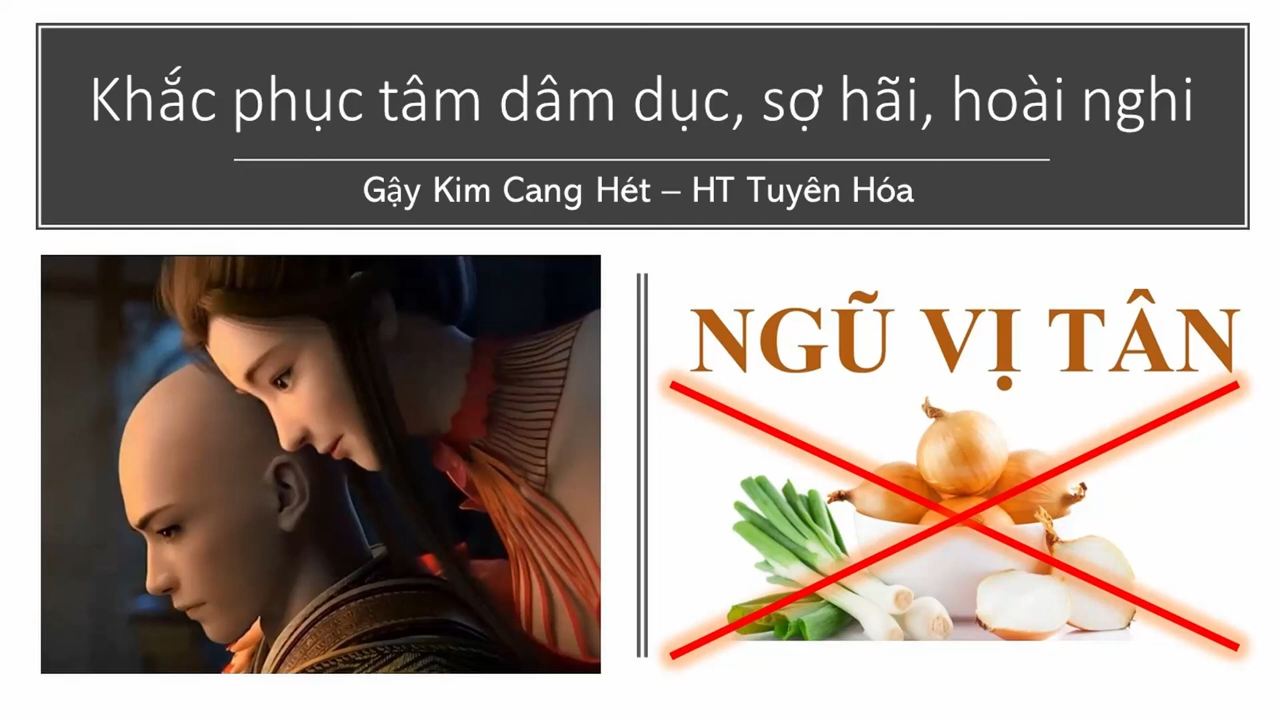 Khắc phục tâm dâm dục, sợ hãi, hoài nghi
Gậy Kim Cang Hét – HT Tuyên Hóa
NGŨ VỊ TÂN